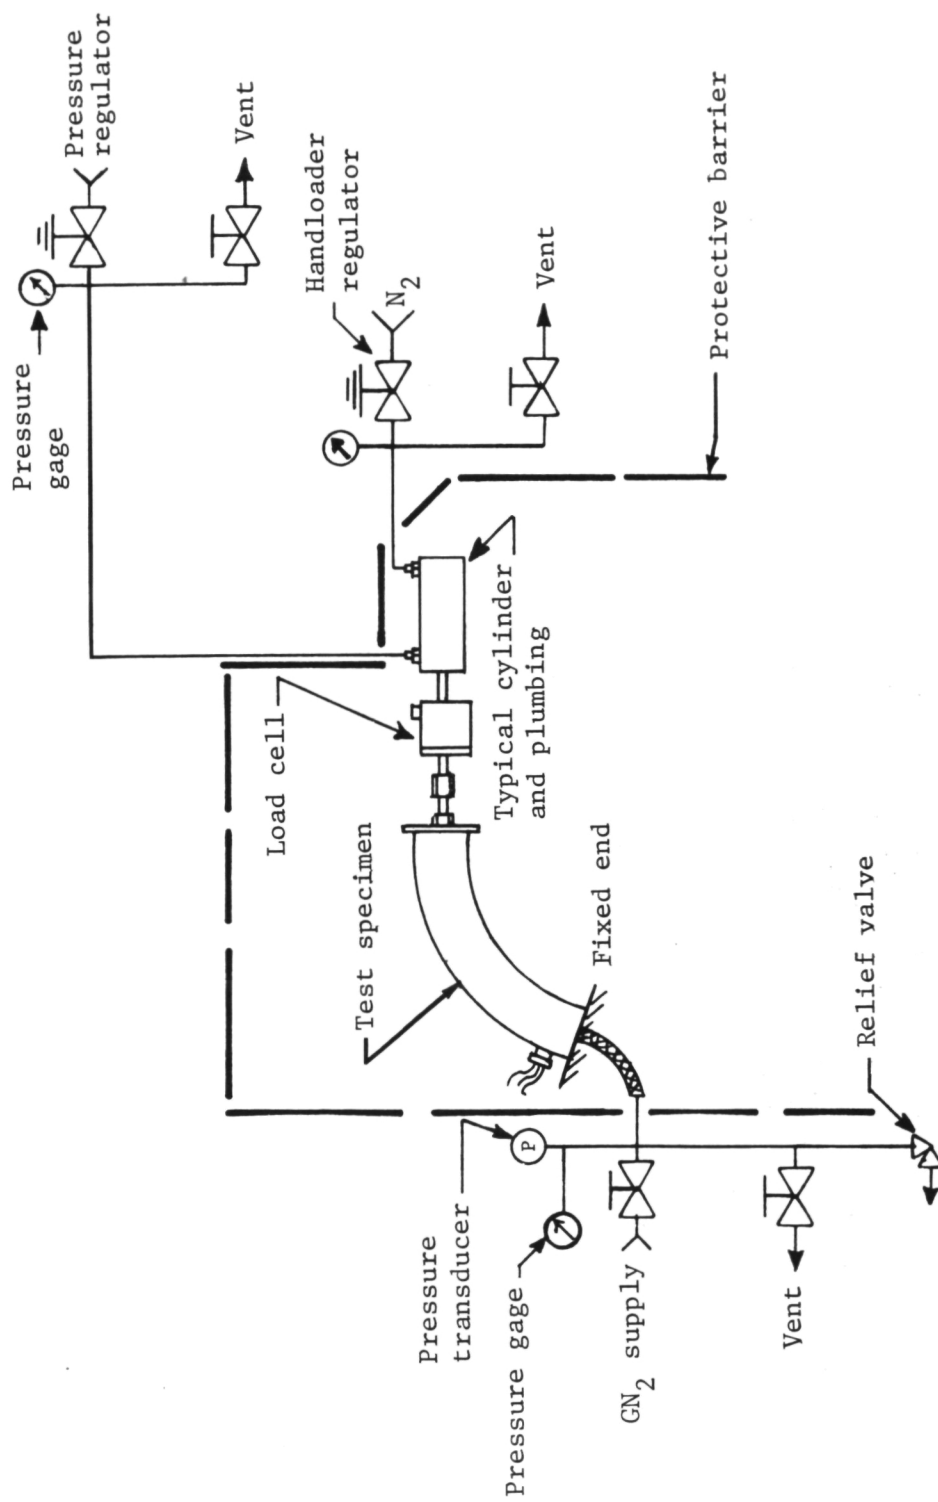 Pressure
regulator
Pressure
gage
Vent
Handloader
regulator
N2
Vent
Protective barrier
Load cell
Typical cylinder
and plumbing
Test specimen
Fixed end
Relief valve
Pressure
transducer
P
Pressure gage
GN2 supply
Vent